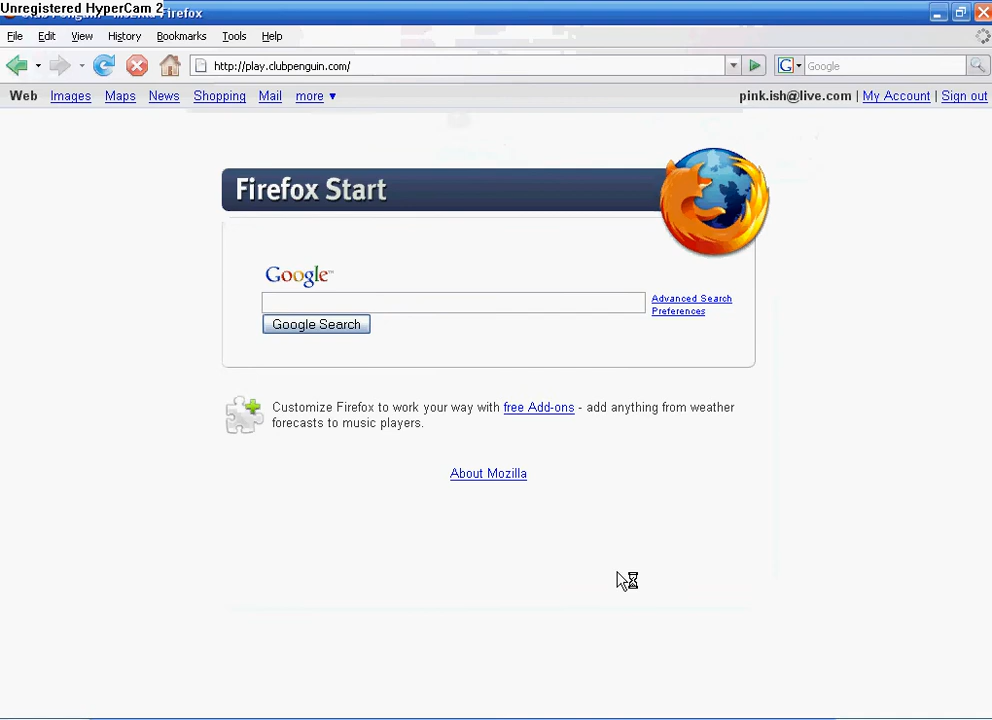 Unregistered HyperCam 2
Firefox
File Edit View History Bookmarks Tools Help
http://play.clubpenguin.com/ G Google
Web Images Maps News Shopping Mail more ▼ pink.ish@live.com | My Account | Sign out
Firefox Start
Google™
Advanced Search
Preferences
Google Search
Customize Firefox to work your way with free Add-ons - add anything from weather
forecasts to music players.
About Mozilla